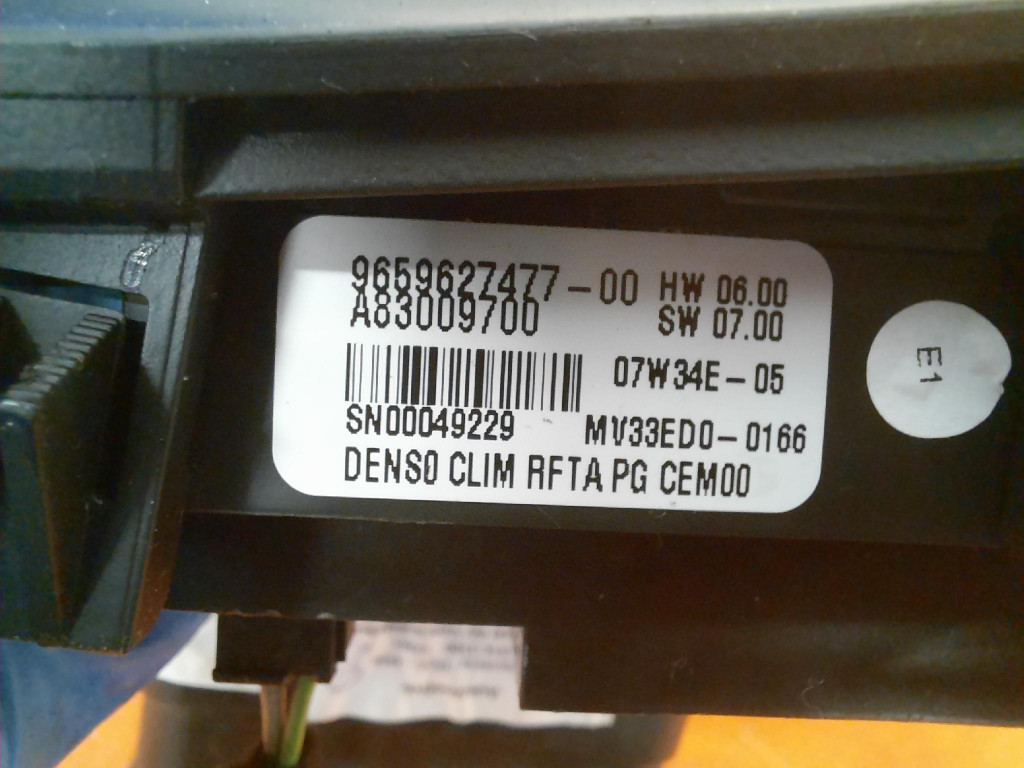 9659627477-00 HW 06.00
A83009700 SW 07.00
07W34E-05
SN00049229 MV33ED0-0166
DENSO CLIM RFTA PG CEM00
E1